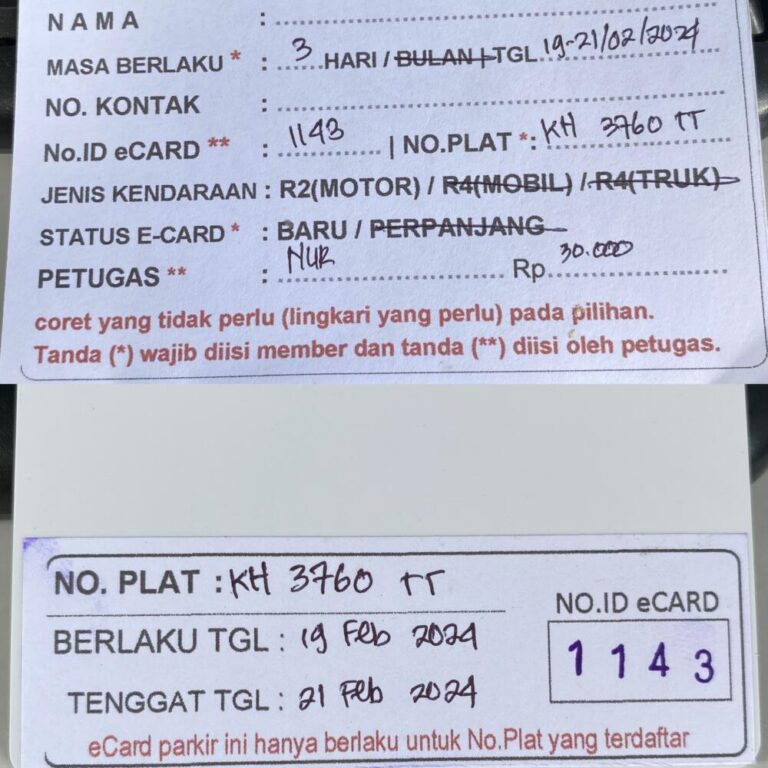 NAMA : 
MASA BERLAKU * : 3 HARI / BULAN | TGL 19-21/02/2024
NO. KONTAK : 
No.ID eCARD ** : 1143 | NO.PLAT *: KH 3760 TT
JENIS KENDARAAN : R2(MOTOR) / R4(MOBIL) / R4(TRUK)
STATUS E-CARD * : BARU / PERPANJANG
PETUGAS ** : NUR Rp 30.000
coret yang tidak perlu (lingkari yang perlu) pada pilihan.
Tanda (*) wajib diisi member dan tanda (**) diisi oleh petugas.
NO. PLAT : KH 3760 TT
BERLAKU TGL : 19 Feb 2024
TENGGAT TGL : 21 Feb 2024
NO.ID eCARD
1143
eCard parkir ini hanya berlaku untuk No.Plat yang terdaftar